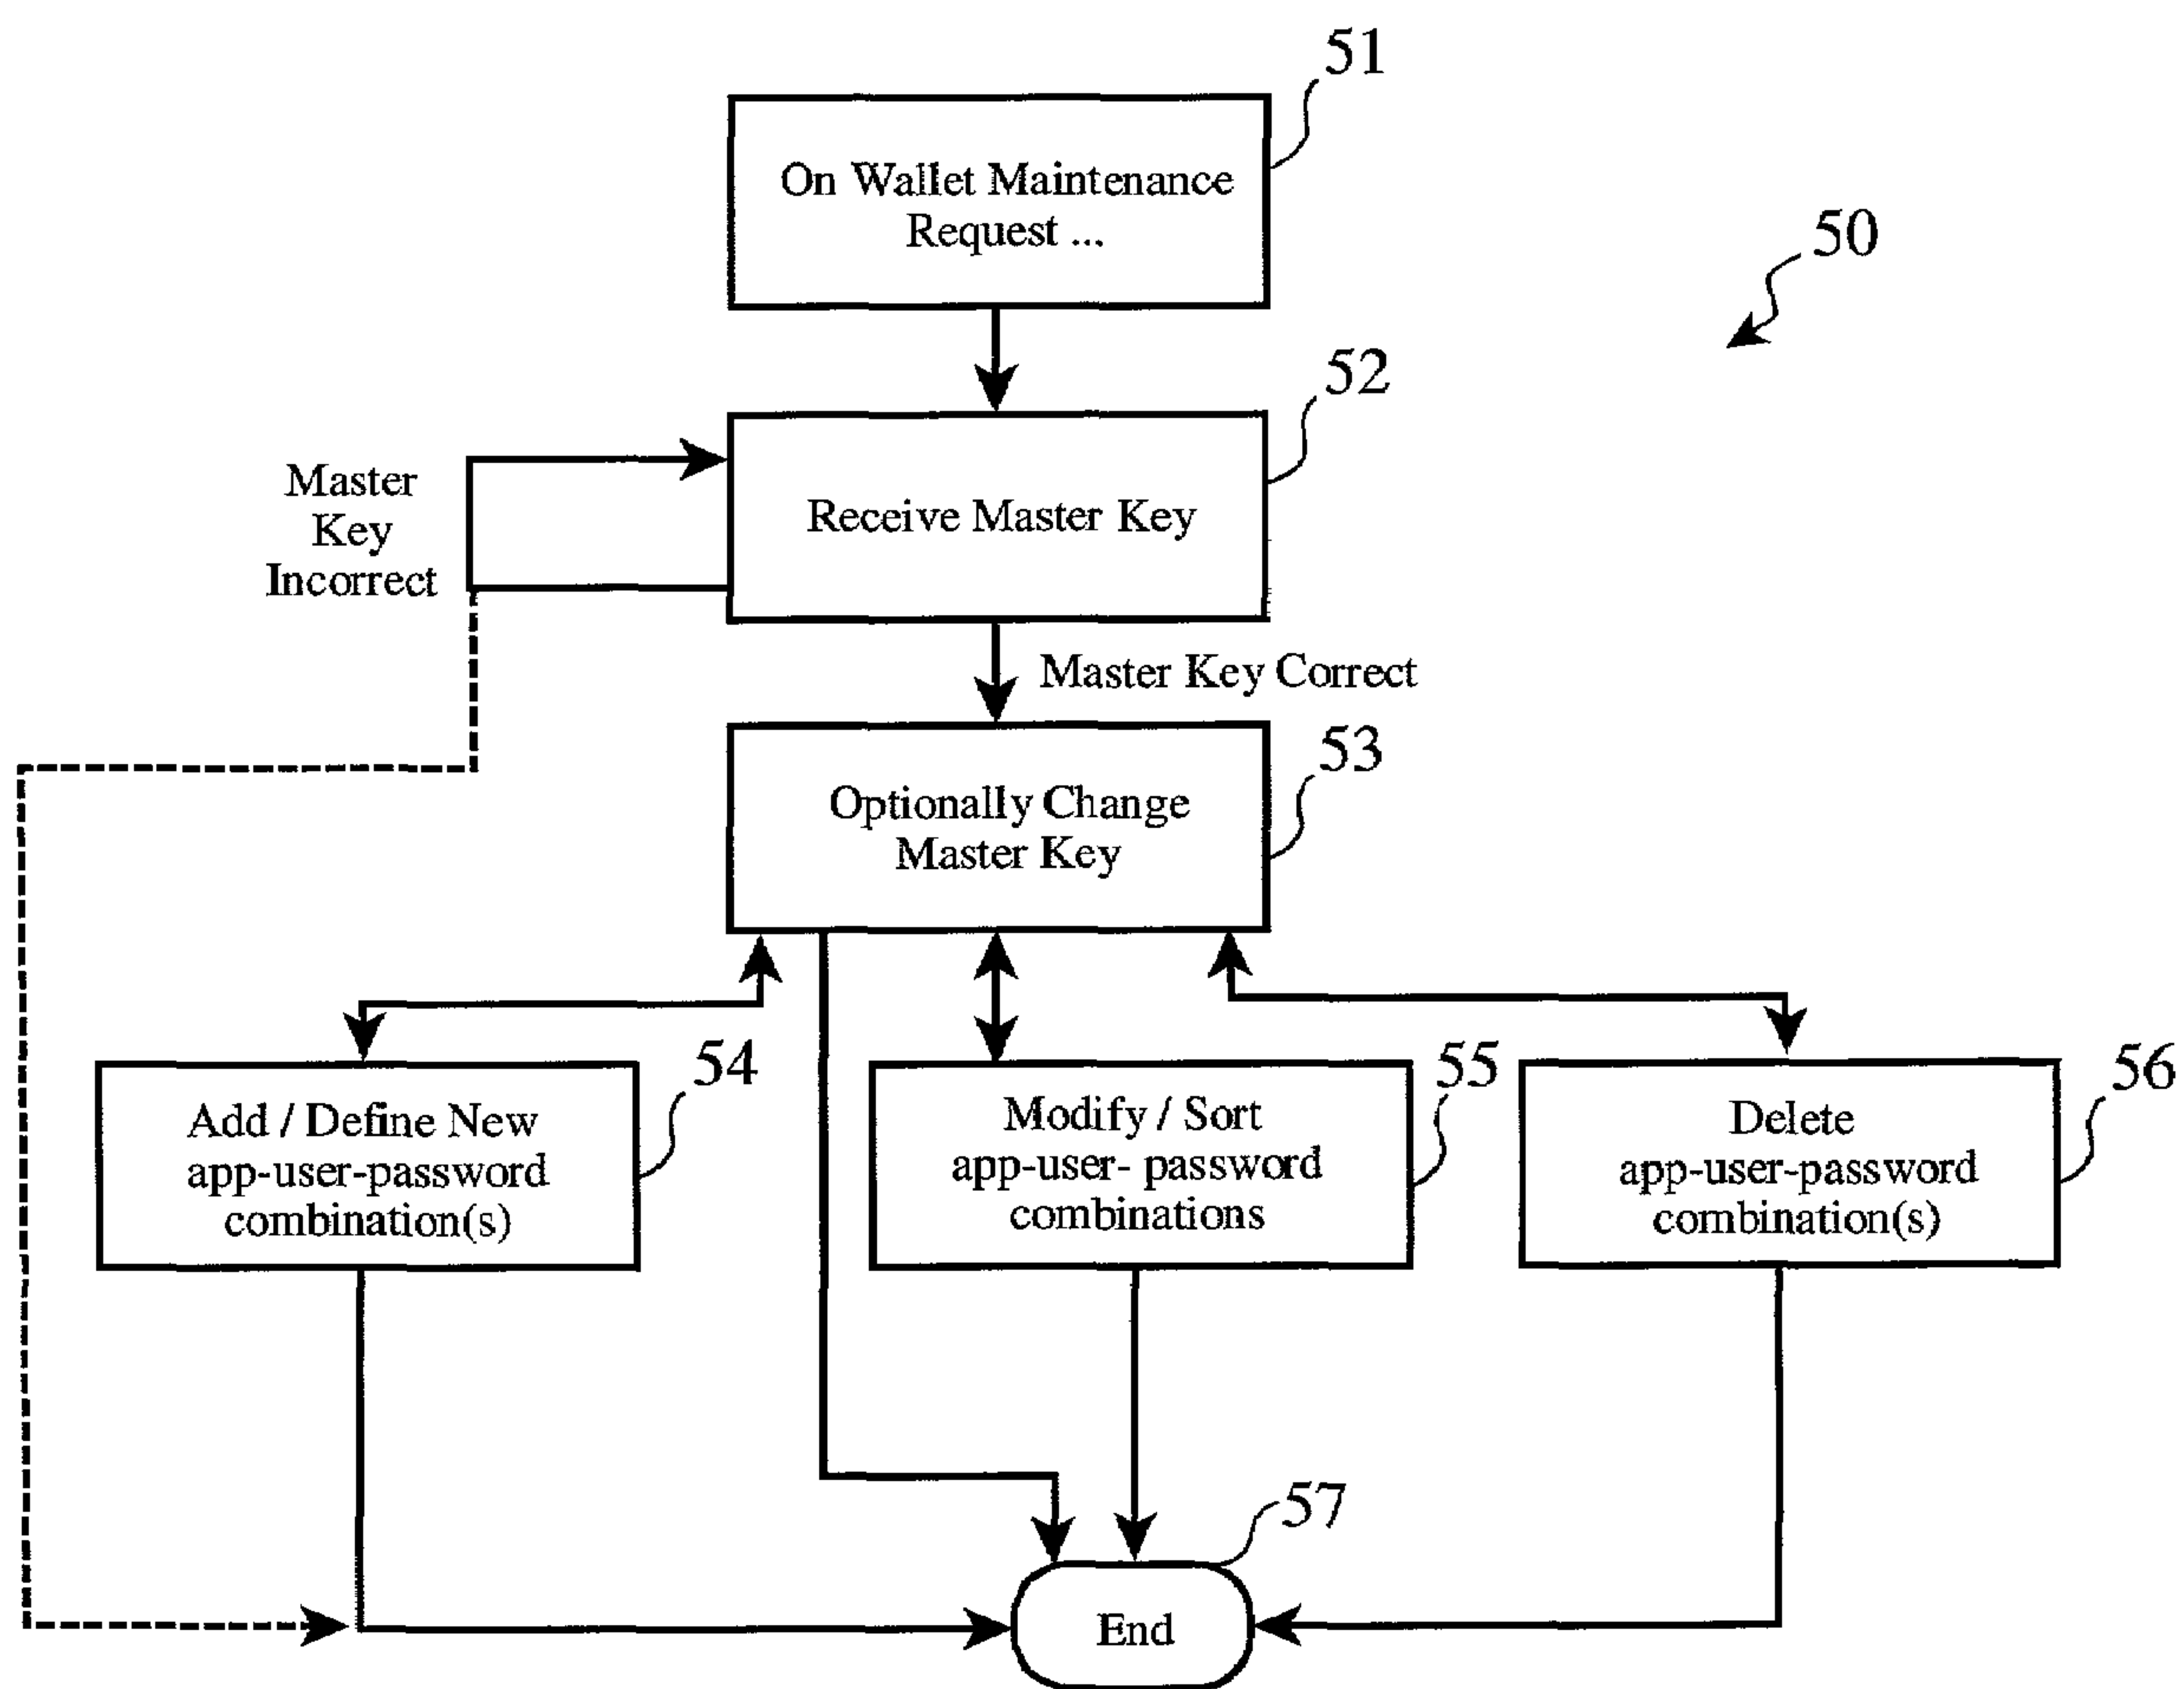 51
On Wallet Maintenance
Request ...
50
52
Master
Key
Incorrect
Receive Master Key
Master Key Correct
53
Optionally Change
Master Key
54
Add / Define New
app-user-password
combination(s)
55
Modify / Sort
app-user- password
combinations
56
Delete
app-user-password
combination(s)
57
End